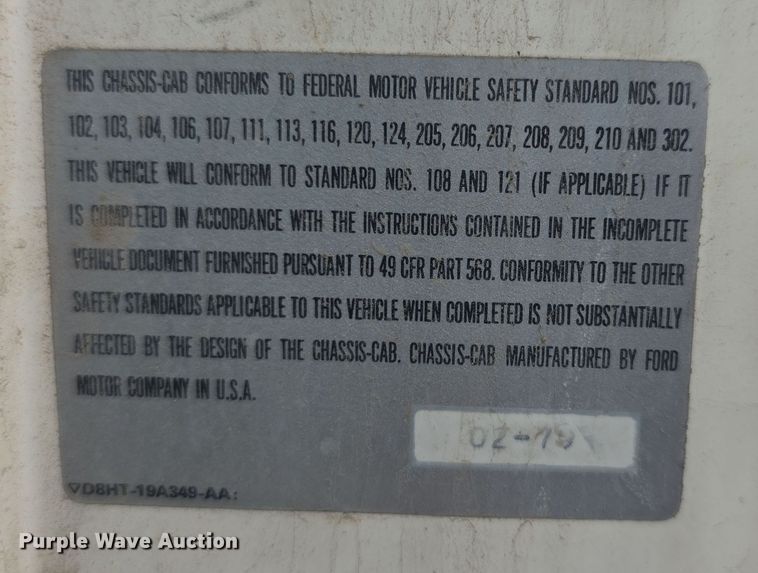 THIS CHASSIS-CAB CONFORMS TO FEDERAL MOTOR VEHICLE SAFETY STANDARD NOS. 101,
102, 103, 104, 106, 107, 111, 113, 116, 120, 124, 205, 206, 207, 208, 209, 210 AND 302.
THIS VEHICLE WILL CONFORM TO STANDARD NOS. 108 AND 121 (IF APPLICABLE) IF IT
IS COMPLETED IN ACCORDANCE WITH THE INSTRUCTIONS CONTAINED IN THE INCOMPLETE
VEHICLE DOCUMENT FURNISHED PURSUANT TO 49 CFR PART 568. CONFORMITY TO THE OTHER
SAFETY STANDARDS APPLICABLE TO THIS VEHICLE WHEN COMPLETED IS NOT SUBSTANTIALLY
AFFECTED BY THE DESIGN OF THE CHASSIS-CAB. CHASSIS-CAB MANUFACTURED BY FORD
MOTOR COMPANY IN U.S.A.
02-79
D8HT-19A349-AA:
Purple Wave Auction